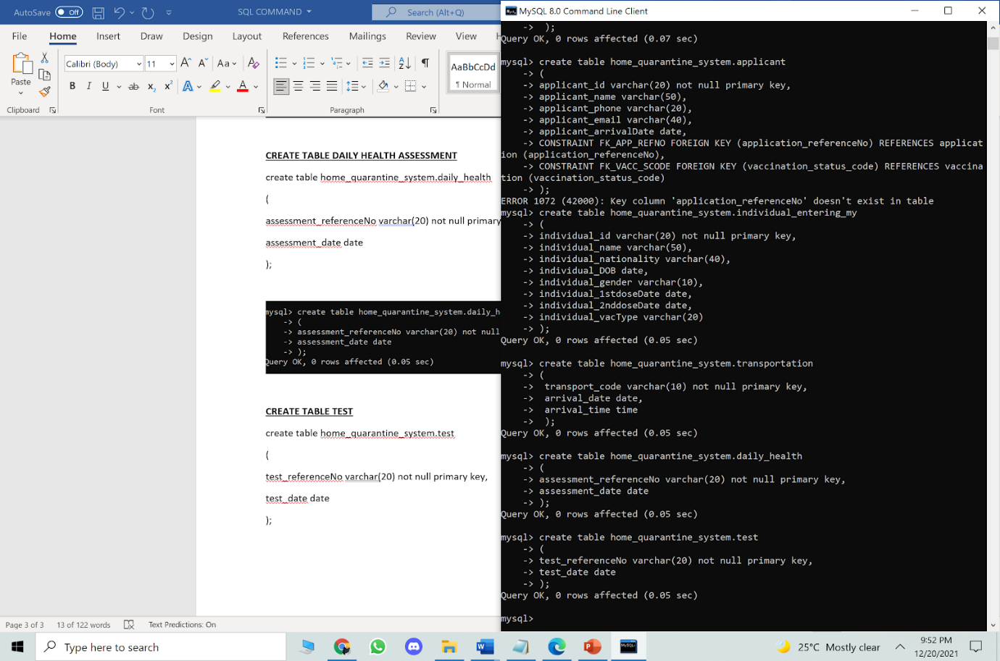 AutoSave Off SQL COMMAND Search (Alt+Q)
File Home Insert Draw Design Layout References Mailings Review View
Paste Calibri (Body) 11 Aa AaBbCcDd
B I U ab x2 x2 A A ¶ Normal
Clipboard Font Paragraph
CREATE TABLE DAILY HEALTH ASSESSMENT
create table home_quarantine_system.daily_health
(
assessment_referenceNo varchar(20) not null primary
assessment_date date
);
mysql> create table home_quarantine_system.daily_h
-> (
-> assessment_referenceNo varchar(20) not null
-> assessment_date date
-> );
Query OK, 0 rows affected (0.05 sec)
CREATE TABLE TEST
create table home_quarantine_system.test
(
test_referenceNo varchar(20) not null primary key,
test_date date
);
Page 3 of 3 13 of 122 words Text Predictions: On
MySQL 8.0 Command Line Client
-> );
Query OK, 0 rows affected (0.07 sec)
mysql> create table home_quarantine_system.applicant
-> (
-> applicant_id varchar(20) not null primary key,
-> applicant_name varchar(50),
-> applicant_phone varchar(20),
-> applicant_email varchar(40),
-> applicant_arrivalDate date,
-> CONSTRAINT FK_APP_REFNO FOREIGN KEY (application_referenceNo) REFERENCES applicat
ion (application_referenceNo),
-> CONSTRAINT FK_VACC_SCODE FOREIGN KEY (vaccination_status_code) REFERENCES vaccina
tion (vaccination_status_code)
-> );
ERROR 1072 (42000): Key column 'application_referenceNo' doesn't exist in table
mysql> create table home_quarantine_system.individual_entering_my
-> (
-> individual_id varchar(20) not null primary key,
-> individual_name varchar(50),
-> individual_nationality varchar(40),
-> individual_DOB date,
-> individual_gender varchar(10),
-> individual_1stdoseDate date,
-> individual_2nddoseDate date,
-> individual_vacType varchar(20)
-> );
Query OK, 0 rows affected (0.05 sec)
mysql> create table home_quarantine_system.transportation
-> (
-> transport_code varchar(10) not null primary key,
-> arrival_date date,
-> arrival_time time
-> );
Query OK, 0 rows affected (0.05 sec)
mysql> create table home_quarantine_system.daily_health
-> (
-> assessment_referenceNo varchar(20) not null primary key,
-> assessment_date date
-> );
Query OK, 0 rows affected (0.05 sec)
mysql> create table home_quarantine_system.test
-> (
-> test_referenceNo varchar(20) not null primary key,
-> test_date date
-> );
Query OK, 0 rows affected (0.05 sec)
mysql>
Type here to search 25°C Mostly clear 9:52 PM
12/20/2021